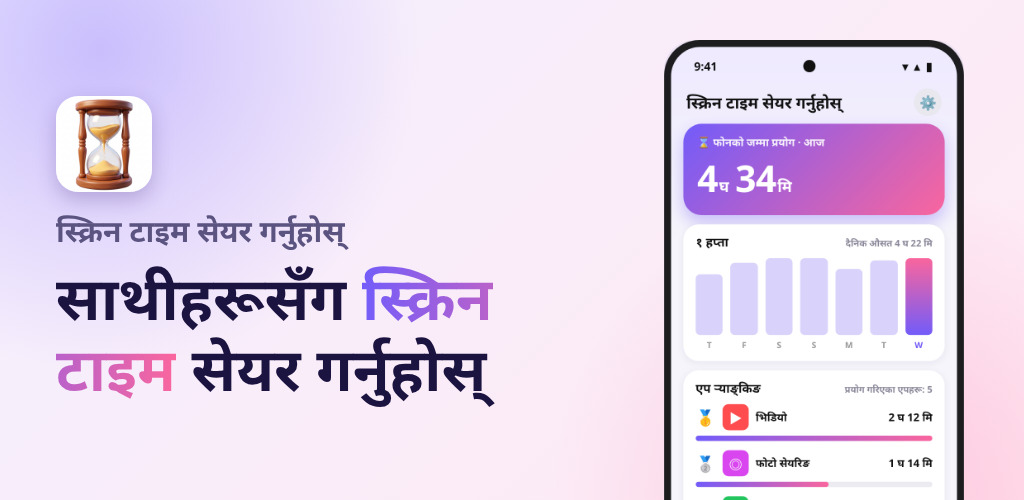 स्क्रिन टाइम सेयर गर्नुहोस्
साथीहरूसँग स्क्रिन
टाइम सेयर गर्नुहोस्
9:41
स्क्रिन टाइम सेयर गर्नुहोस्
फोनको जम्मा प्रयोग · आज
4घ 34मि
१ हप्ता
दैनिक औसत 4 घ 22 मि
T F S S M T W
एप र्‍याङ्किङ
प्रयोग गरिएका एपहरू: 5
भिडियो
2 घ 12 मि
फोटो सेयरिङ
1 घ 14 मि